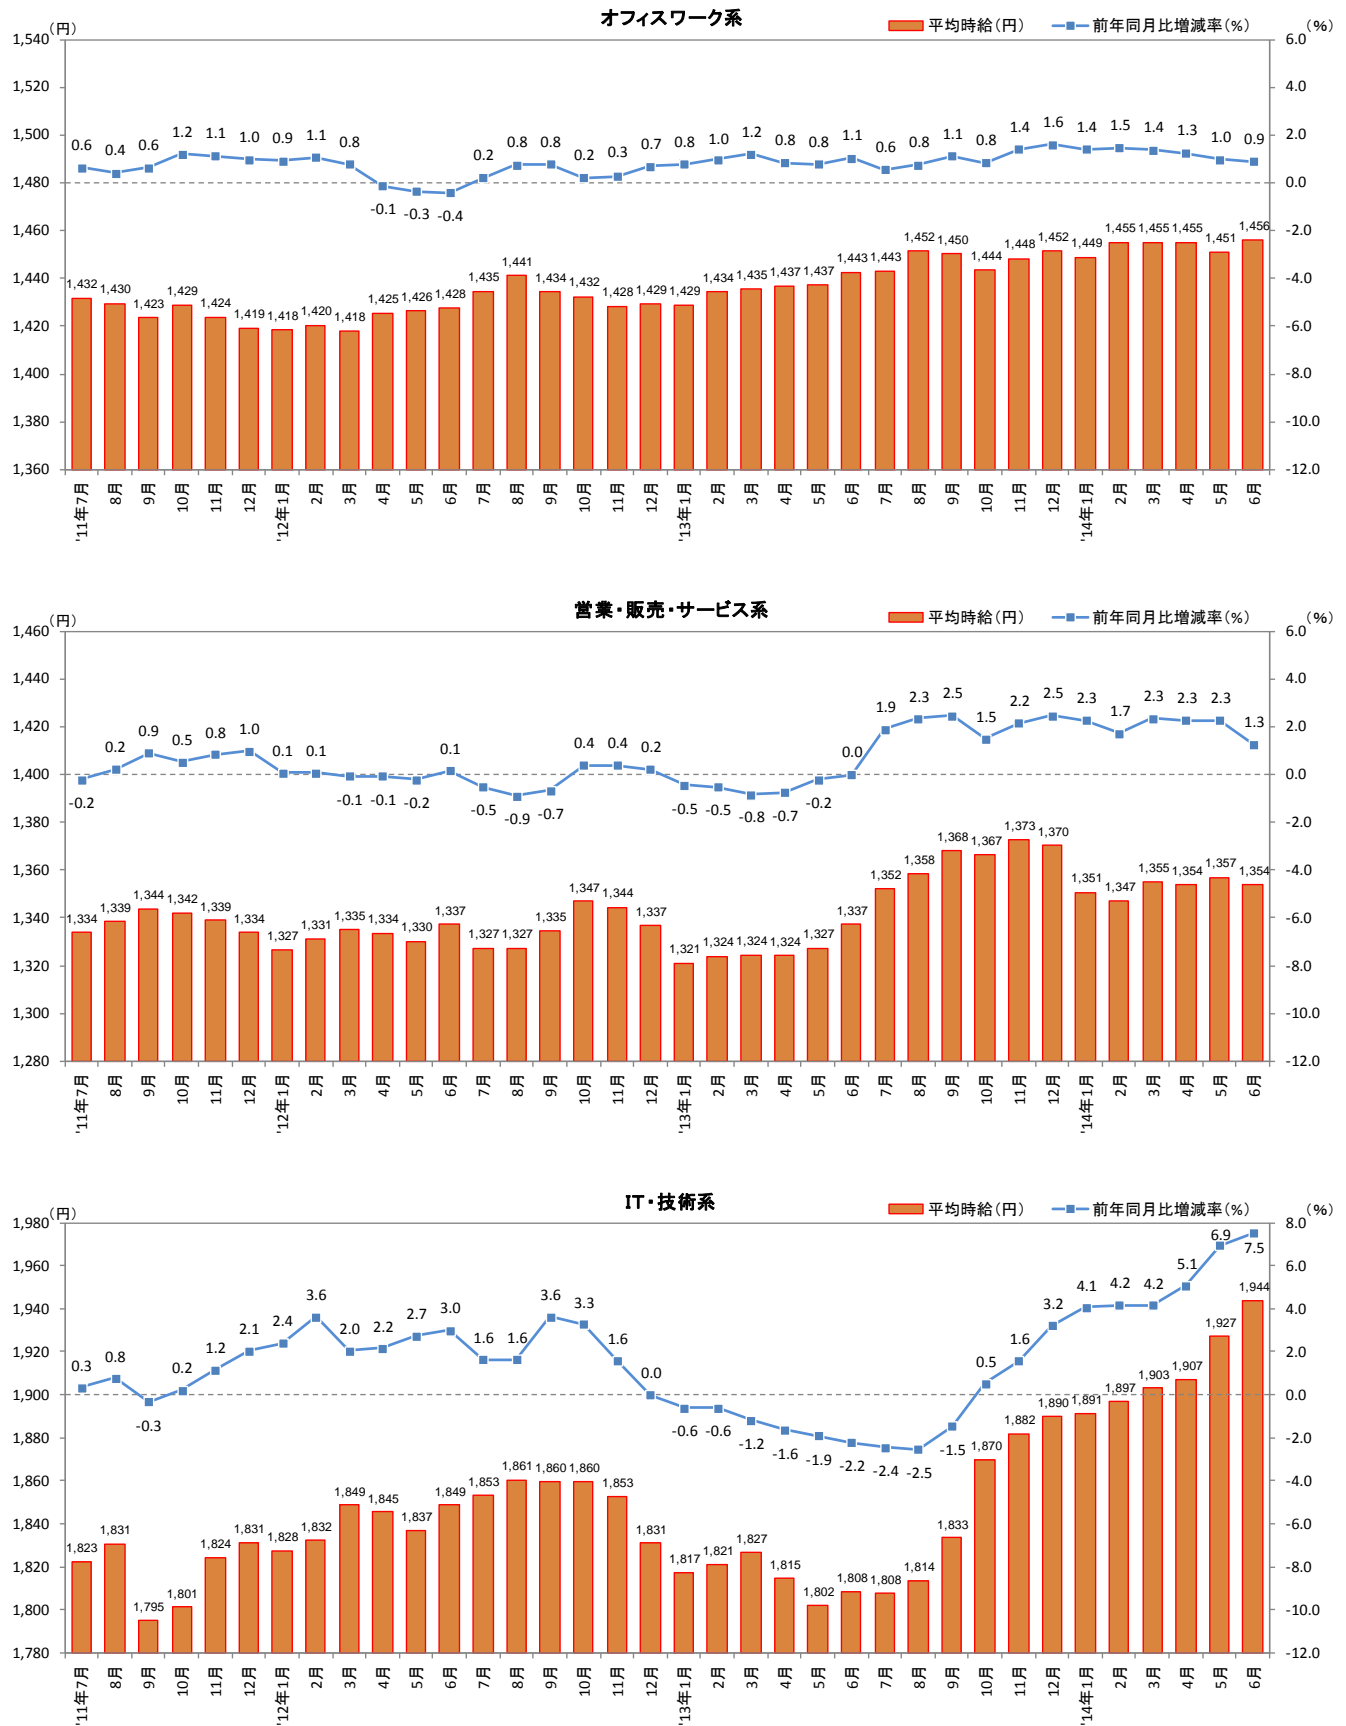 オフィスワーク系
(円) 平均時給(円) 前年同月比増減率(%) (%)
1,540 1,520 1,500 1,480 1,460 1,440 1,420 1,400 1,380 1,360
6.0 4.0 2.0 0.0 -2.0 -4.0 -6.0 -8.0 -10.0 -12.0
0.6 0.4 0.6 1.2 1.1 1.0 0.9 1.1 0.8 -0.1 -0.3 -0.4 0.2 0.8 0.8 0.2 0.3 0.7 0.8 1.0 1.2 0.8 0.8 1.1 0.6 0.8 1.1 0.8 1.4 1.6 1.4 1.5 1.4 1.3 1.0 0.9
1,432 1,430 1,423 1,429 1,424 1,419 1,418 1,420 1,418 1,425 1,426 1,428 1,435 1,441 1,434 1,432 1,428 1,429 1,429 1,434 1,435 1,437 1,437 1,443 1,443 1,452 1,450 1,444 1,448 1,452 1,449 1,455 1,455 1,455 1,451 1,456
'11年7月 8月 9月 10月 11月 12月 '12年1月 2月 3月 4月 5月 6月 7月 8月 9月 10月 11月 12月 '13年1月 2月 3月 4月 5月 6月 7月 8月 9月 10月 11月 12月 '14年1月 2月 3月 4月 5月 6月
営業・販売・サービス系
(円) 平均時給(円) 前年同月比増減率(%) (%)
1,460 1,440 1,420 1,400 1,380 1,360 1,340 1,320 1,300 1,280
6.0 4.0 2.0 0.0 -2.0 -4.0 -6.0 -8.0 -10.0 -12.0
-0.2 0.2 0.9 0.5 0.8 1.0 0.1 0.1 -0.1 -0.1 -0.2 0.1 -0.5 -0.9 -0.7 0.4 0.4 0.2 -0.5 -0.5 -0.8 -0.7 -0.2 0.0 1.9 2.3 2.5 1.5 2.2 2.5 2.3 1.7 2.3 2.3 2.3 1.3
1,334 1,339 1,344 1,342 1,339 1,334 1,327 1,331 1,335 1,334 1,330 1,337 1,327 1,327 1,335 1,347 1,344 1,337 1,321 1,324 1,324 1,324 1,327 1,337 1,352 1,358 1,368 1,367 1,373 1,370 1,351 1,347 1,355 1,354 1,357 1,354
'11年7月 8月 9月 10月 11月 12月 '12年1月 2月 3月 4月 5月 6月 7月 8月 9月 10月 11月 12月 '13年1月 2月 3月 4月 5月 6月 7月 8月 9月 10月 11月 12月 '14年1月 2月 3月 4月 5月 6月
IT・技術系
(円) 平均時給(円) 前年同月比増減率(%) (%)
1,980 1,960 1,940 1,920 1,900 1,880 1,860 1,840 1,820 1,800 1,780
8.0 6.0 4.0 2.0 0.0 -2.0 -4.0 -6.0 -8.0 -10.0 -12.0
0.3 0.8 -0.3 0.2 1.2 2.1 2.4 3.6 2.0 2.2 2.7 3.0 1.6 1.6 3.6 3.3 1.6 0.0 -0.6 -0.6 -1.2 -1.6 -1.9 -2.2 -2.4 -2.5 -1.5 0.5 1.6 3.2 4.1 4.2 4.2 5.1 6.9 7.5
1,823 1,831 1,795 1,801 1,824 1,831 1,828 1,832 1,849 1,845 1,837 1,849 1,853 1,861 1,860 1,860 1,853 1,831 1,817 1,821 1,827 1,815 1,802 1,808 1,808 1,814 1,833 1,870 1,882 1,890 1,891 1,897 1,903 1,907 1,927 1,944
'11年7月 8月 9月 10月 11月 12月 '12年1月 2月 3月 4月 5月 6月 7月 8月 9月 10月 11月 12月 '13年1月 2月 3月 4月 5月 6月 7月 8月 9月 10月 11月 12月 '14年1月 2月 3月 4月 5月 6月